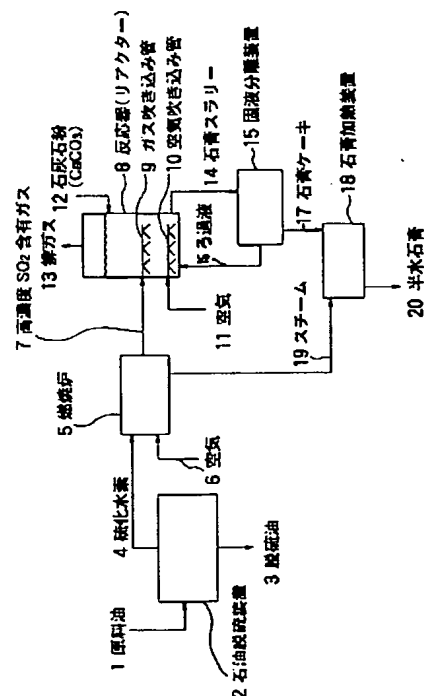 1 原料油
2 石油脱硫装置
3 脱硫油
4 硫化水素
5 燃焼炉
6 空気
7 高濃度 SO₂ 含有ガス
8 反応器(リアクター)
9 ガス吹き込み管
10 空気吹き込み管
11 空気
12 石灰石粉
(CaCO₃)
13 排ガス
14 石膏スラリー
15 固液分離装置
ろ過液
17 石膏ケーキ
18 石膏加熱装置
19 スチーム
20 半水石膏